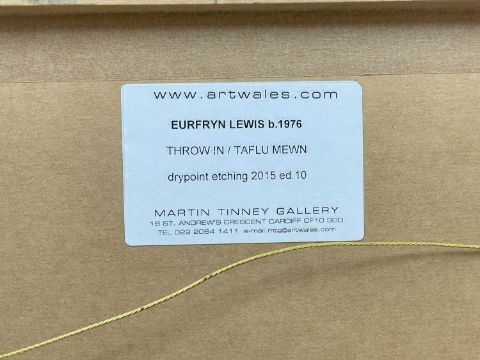 www.artwales.com
EURFRYN LEWIS b.1976
THROW IN / TAFLU MEWN
drypoint etching 2015 ed.10
MARTIN TINNEY GALLERY
18 ST. ANDREW'S CRESCENT CARDIFF CF10 3DD
TEL 029 2064 1411 e-mail mtg@artwales.com